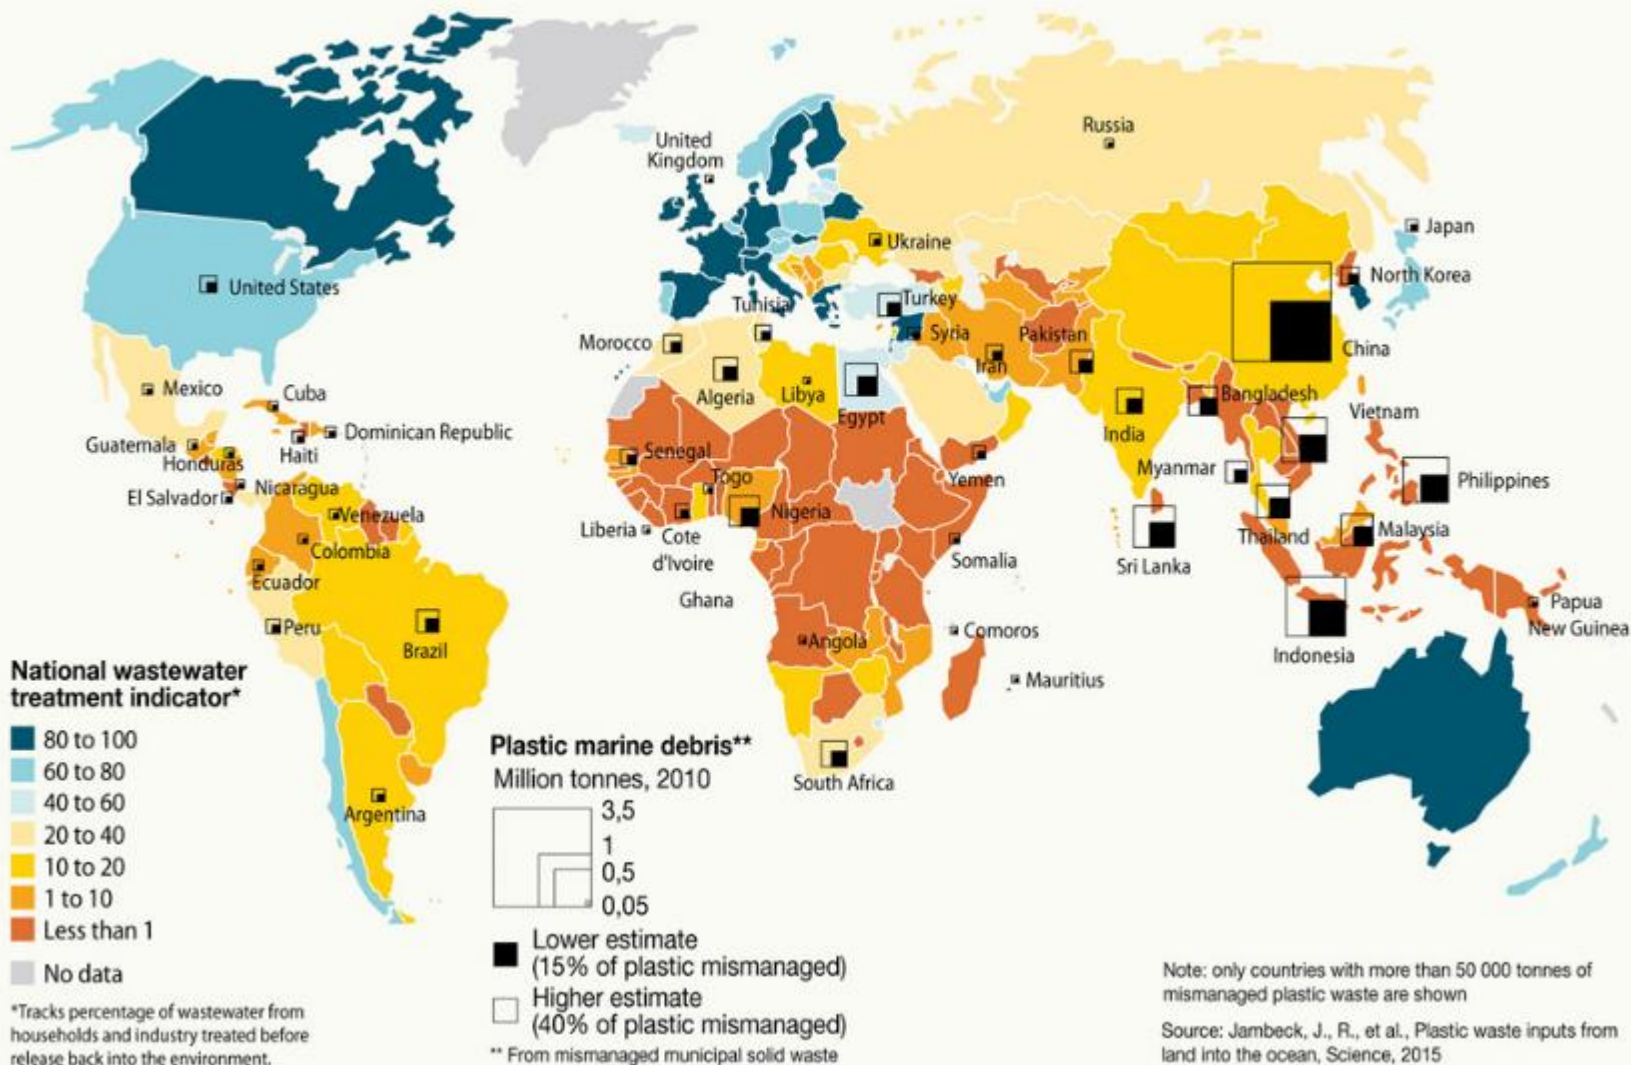 Russia
United
Kingdom
Japan
Ukraine
North Korea
United States
Tunisia
Turkey
Morocco
Syria
Pakistan
China
Iran
Mexico
Cuba
Algeria
Libya
Egypt
Bangladesh
Vietnam
Dominican Republic
Guatemala
Honduras
Haiti
Senegal
India
Myanmar
Philippines
El Salvador
Nicaragua
Togo
Yemen
Venezuela
Nigeria
Liberia
Cote
d'Ivoire
Thailand
Malaysia
Colombia
Somalia
Sri Lanka
Ecuador
Ghana
Papua
New Guinea
Peru
Angola
Comoros
Brazil
Indonesia
Mauritius
South Africa
Argentina
National wastewater
treatment indicator*
80 to 100
60 to 80
40 to 60
20 to 40
10 to 20
1 to 10
Less than 1
No data
*Tracks percentage of wastewater from
households and industry treated before
release back into the environment.
Plastic marine debris**
Million tonnes, 2010
3,5
1
0,5
0,05
Lower estimate
(15% of plastic mismanaged)
Higher estimate
(40% of plastic mismanaged)
** From mismanaged municipal solid waste
Note: only countries with more than 50 000 tonnes of
mismanaged plastic waste are shown
Source: Jambeck, J., R., et al., Plastic waste inputs from
land into the ocean, Science, 2015